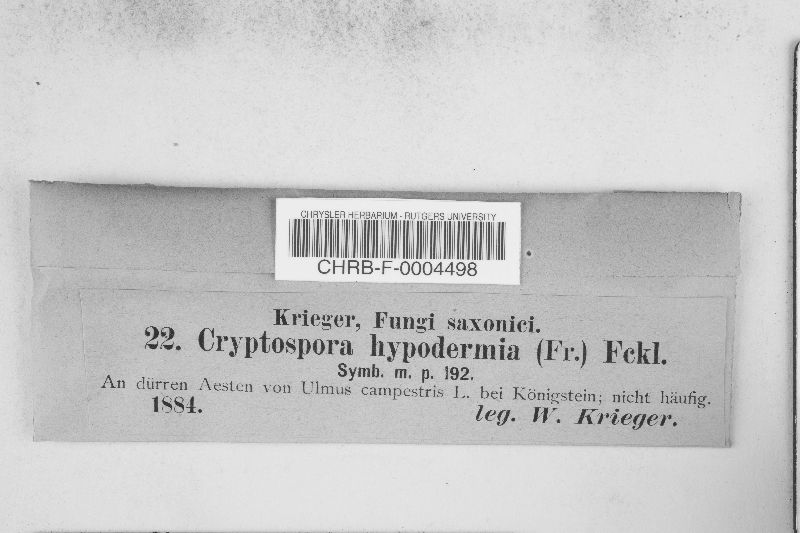 CHRYSLER HERBARIUM - RUTGERS UNIVERSITY
CHRB-F-0004498
Krieger, Fungi saxonici.
22. Cryptospora hypodermia (Fr.) Fckl.
Symb. m. p. 192.
An dürren Aesten von Ulmus campestris L. bei Königstein; nicht häufig.
1884.
leg. W. Krieger.